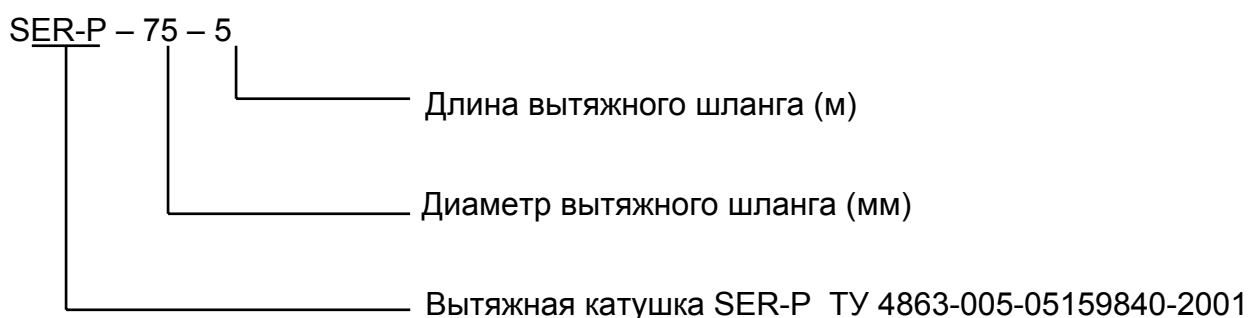 SER-P – 75 – 5
Длина вытяжного шланга (м)
Диаметр вытяжного шланга (мм)
Вытяжная катушка SER-P ТУ 4863-005-05159840-2001